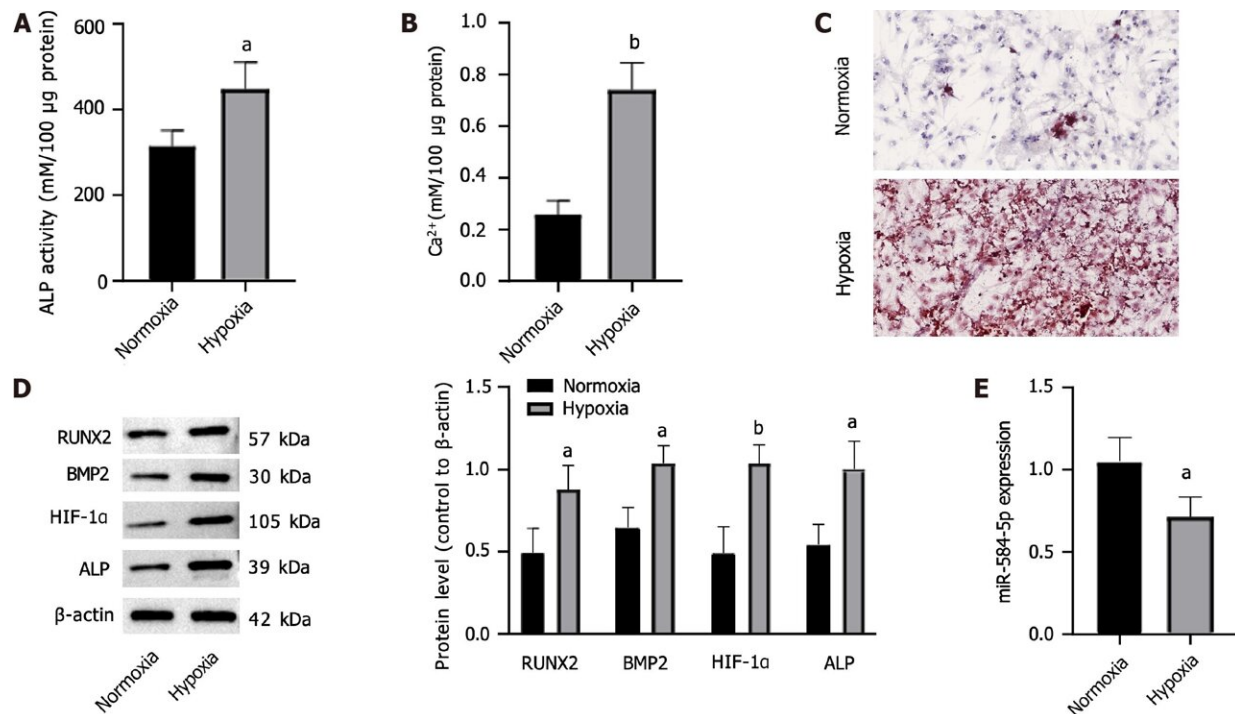 A
ALP activity (mM/100 µg protein)
600
400
200
0
a
Normoxia
Hypoxia
B
Ca²⁺ (mM/100 µg protein)
1.0
0.8
0.6
0.4
0.2
0.0
b
Normoxia
Hypoxia
C
Normoxia
Hypoxia
D
RUNX2 57 kDa
BMP2 30 kDa
HIF-1α 105 kDa
ALP 39 kDa
β-actin 42 kDa
Normoxia
Hypoxia
Protein level (control to β-actin)
1.5
1.0
0.5
0.0
Normoxia
Hypoxia
a
a
b
a
RUNX2 BMP2 HIF-1α ALP
E
miR-584-5p expression
1.5
1.0
0.5
0.0
a
Normoxia
Hypoxia